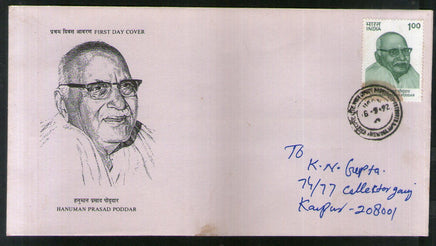 प्रथम दिवस आवरण FIRST DAY COVER
भारत
INDIA
1.00
हनुमान प्रसाद पोद्दार
HANUMAN PRASAD PODDAR
To
K.N. Gupta
74/77 Collectorganj
Kanpur - 208001